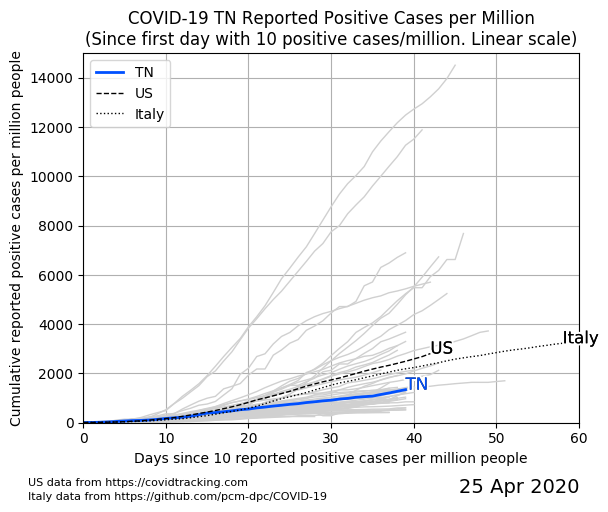 COVID-19 TN Reported Positive Cases per Million
(Since first day with 10 positive cases/million. Linear scale)
Cumulative reported positive cases per million people
14000
12000
10000
8000
6000
4000
2000
0
TN
US
Italy
Italy
US
TN
0
10
20
30
40
50
60
Days since 10 reported positive cases per million people
US data from https://covidtracking.com
Italy data from https://github.com/pcm-dpc/COVID-19
25 Apr 2020